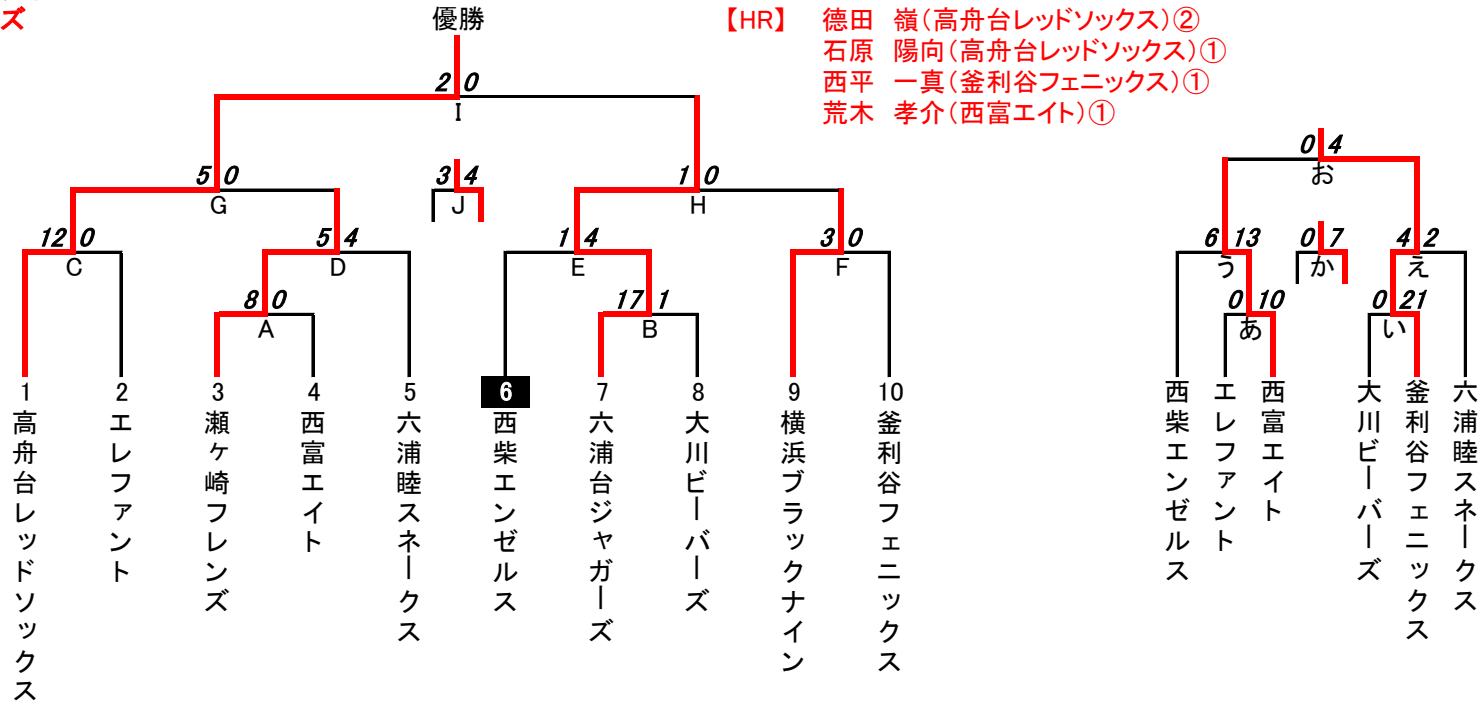 ズ
優勝
【HR】 德田 嶺(高舟台レッドソックス)②
石原 陽向(高舟台レッドソックス)①
西平 一真(釜利谷フェニックス)①
荒木 孝介(西富エイト)①
2 0
I
5 0
G
3 4
J
1 0
H
12 0
C
5 4
D
1 4
E
3 0
F
8 0
A
17 1
B
1
高舟台レッドソックス
2
エレファント
3
瀬ヶ崎フレンズ
4
西富エイト
5
六浦睦スネークス
6
西柴エンゼルス
7
六浦台ジャガーズ
8
大川ビーバーズ
9
横浜ブラックナイン
10
釜利谷フェニックス
0 4
お
6 13
う
0 7
か
4 2
え
0 10
あ
0 21
い
西柴エンゼルス
エレファント
西富エイト
大川ビーバーズ
釜利谷フェニックス
六浦睦スネークス